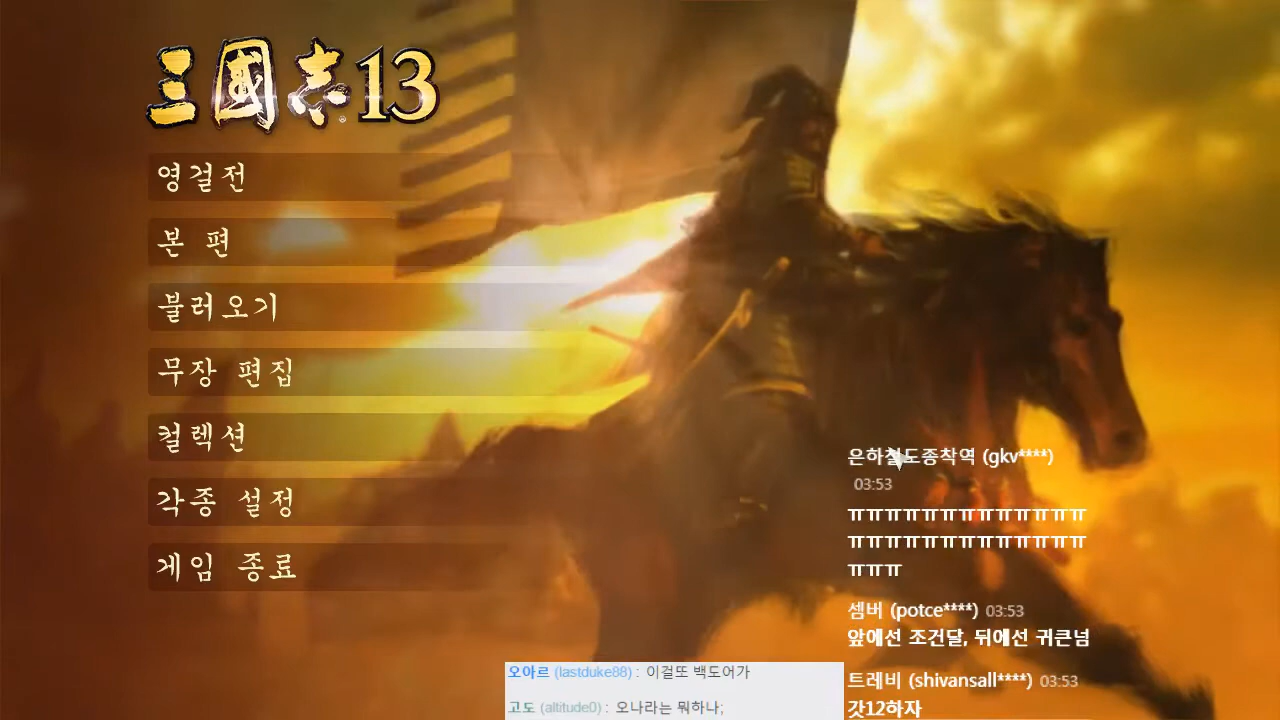 三國志13
영걸전
본 편
불러오기
무장 편집
컬렉션
각종 설정
게임 종료
은하철도종착역 (gkv****)
03:53
ㅠㅠㅠㅠㅠㅠㅠㅠㅠㅠㅠㅠㅠ
ㅠㅠㅠㅠㅠㅠㅠㅠㅠㅠㅠㅠㅠ
ㅠㅠㅠ
셈버 (potce****) 03:53
앞에선 조건달, 뒤에선 귀큰넘
트레비 (shivansall****) 03:53
갓12하자
오아르 (lastduke88) : 이걸또 백도어가
고도 (altitude0) : 오나라는 뭐하나;